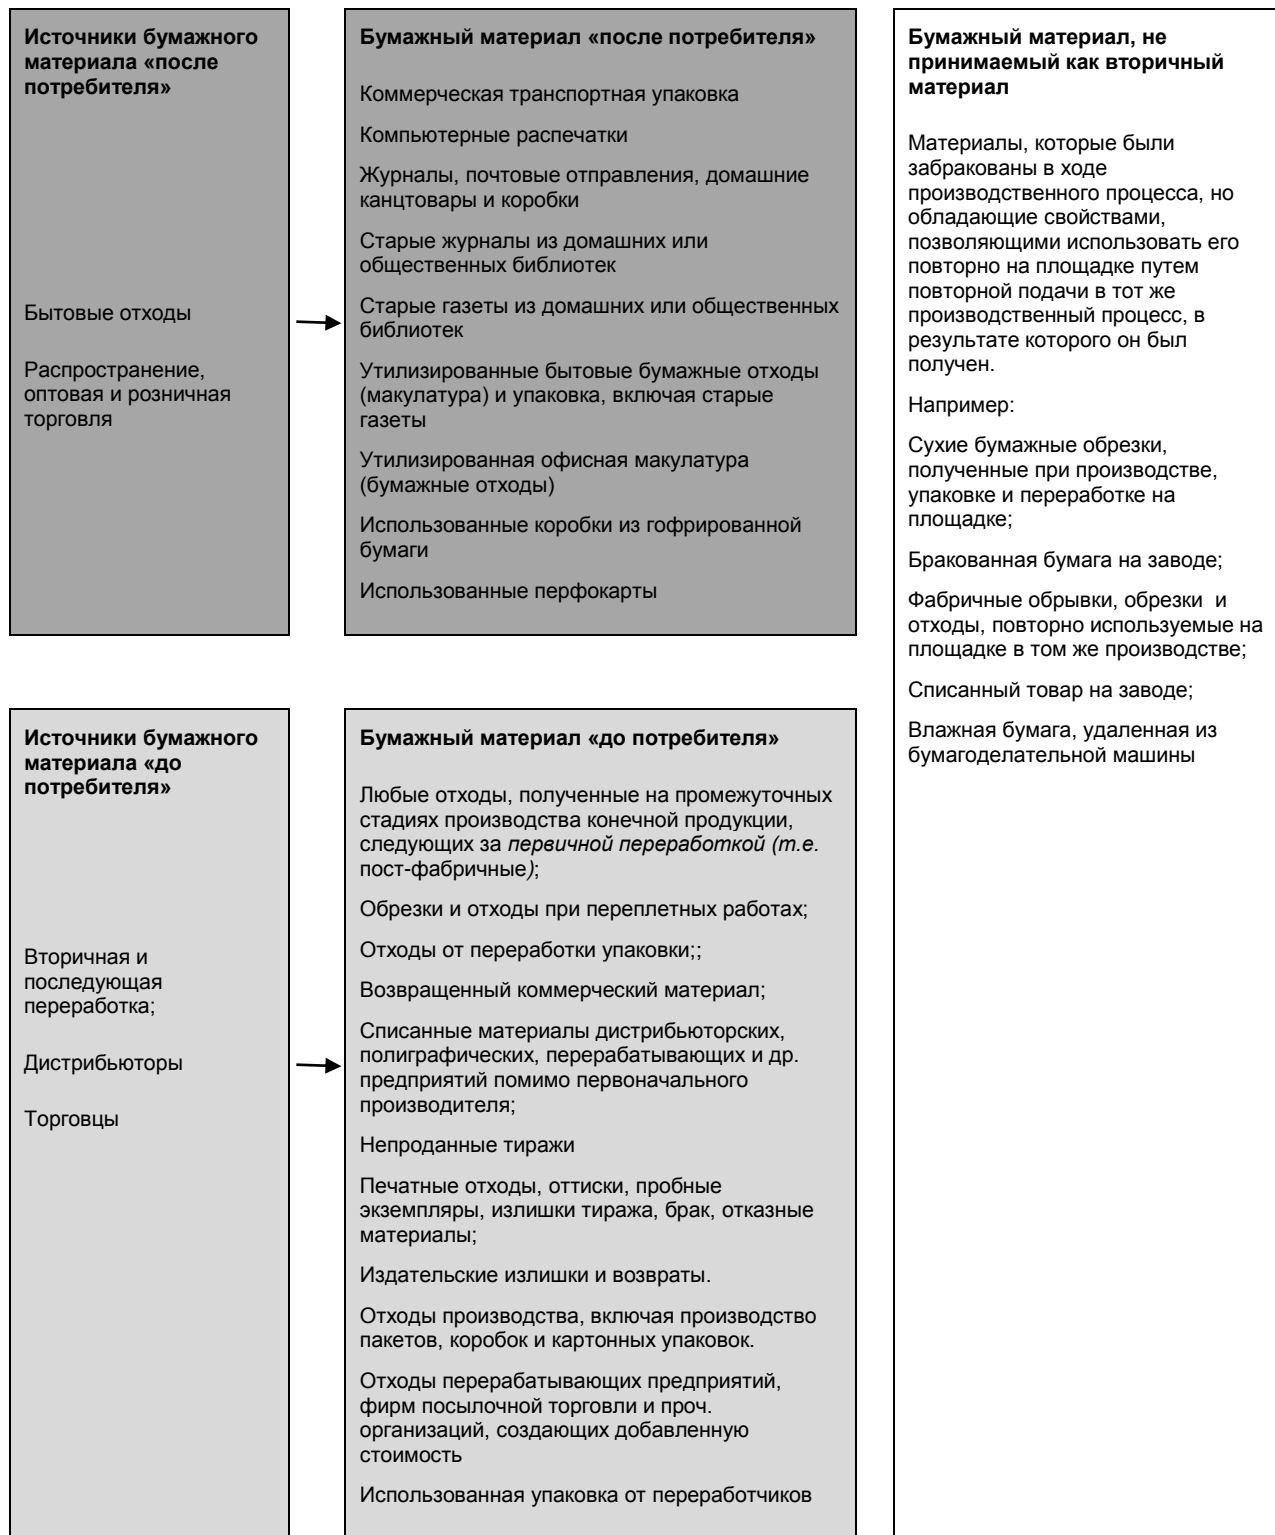 Источники бумажного
материала «после
потребителя»
Бытовые отходы
Распространение,
оптовая и розничная
торговля
Бумажный материал «после потребителя»
Коммерческая транспортная упаковка
Компьютерные распечатки
Журналы, почтовые отправления, домашние
канцтовары и коробки
Старые журналы из домашних или
общественных библиотек
Старые газеты из домашних или общественных
библиотек
Утилизированные бытовые бумажные отходы
(макулатура) и упаковка, включая старые
газеты
Утилизированная офисная макулатура
(бумажные отходы)
Использованные коробки из гофрированной
бумаги
Использованные перфокарты
Бумажный материал, не
принимаемый как вторичный
материал
Материалы, которые были
забракованы в ходе
производственного процесса, но
обладающие свойствами,
позволяющими использовать его
повторно на площадке путем
повторной подачи в тот же
производственный процесс, в
результате которого он был
получен.
Например:
Сухие бумажные обрезки,
полученные при производстве,
упаковке и переработке на
площадке;
Бракованная бумага на заводе;
Фабричные обрывки, обрезки  и
отходы, повторно используемые на
площадке в том же производстве;
Списанный товар на заводе;
Влажная бумага, удаленная из
бумагоделательной машины
Источники бумажного
материала «до
потребителя»
Вторичная и
последующая
переработка;
Дистрибьюторы
Торговцы
Бумажный материал «до потребителя»
Любые отходы, полученные на промежуточных
стадиях производства конечной продукции,
следующих за первичной переработкой (т.е.
пост-фабричные);
Обрезки и отходы при переплетных работах;
Отходы от переработки упаковки;;
Возвращенный коммерческий материал;
Списанные материалы дистрибьюторских,
полиграфических, перерабатывающих и др.
предприятий помимо первоначального
производителя;
Непроданные тиражи
Печатные отходы, оттиски, пробные
экземпляры, излишки тиража, брак, отказные
материалы;
Издательские излишки и возвраты.
Отходы производства, включая производство
пакетов, коробок и картонных упаковок.
Отходы перерабатывающих предприятий,
фирм посылочной торговли и проч.
организаций, создающих добавленную
стоимость
Использованная упаковка от переработчиков